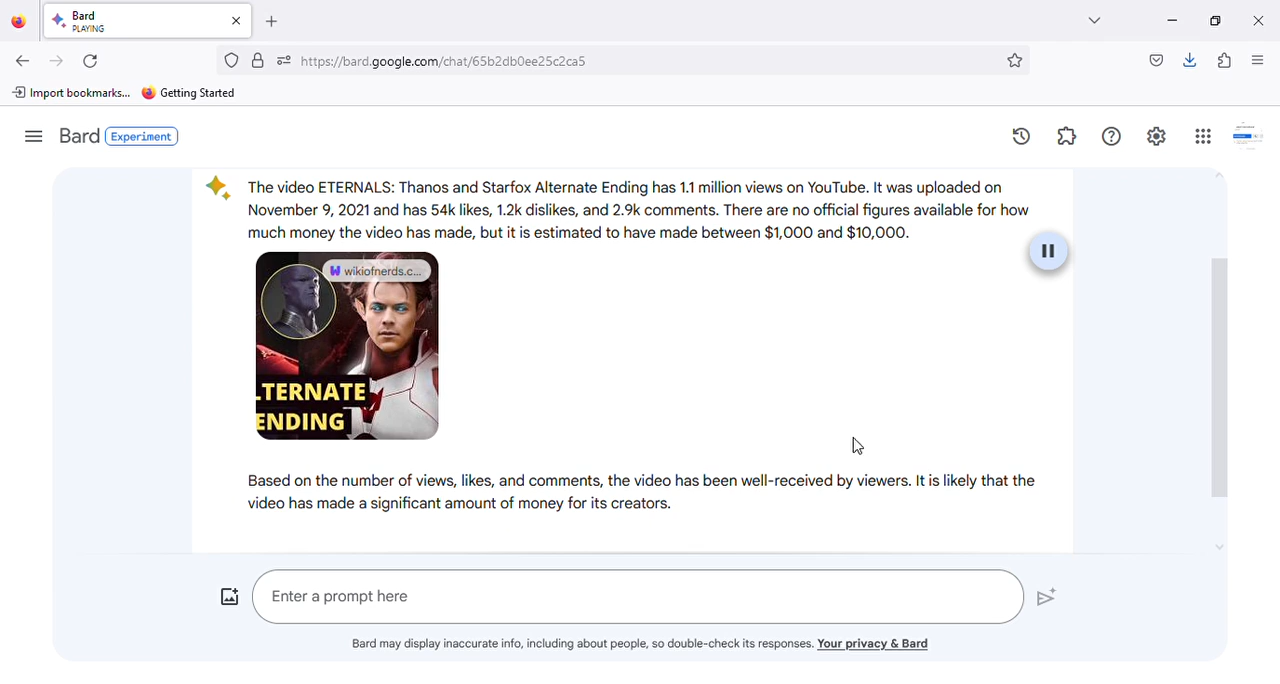 Bard
PLAYING
https://bard.google.com/chat/65b2db0ee25c2ca5
Import bookmarks...
Getting Started
Bard Experiment
The video ETERNALS: Thanos and Starfox Alternate Ending has 1.1 million views on YouTube. It was uploaded on
November 9, 2021 and has 54k likes, 1.2k dislikes, and 2.9k comments. There are no official figures available for how
much money the video has made, but it is estimated to have made between $1,000 and $10,000.
W wikiofnerds.c...
LTERNATE
ENDING
Based on the number of views, likes, and comments, the video has been well-received by viewers. It is likely that the
video has made a significant amount of money for its creators.
Enter a prompt here
Bard may display inaccurate info, including about people, so double-check its responses. Your privacy & Bard